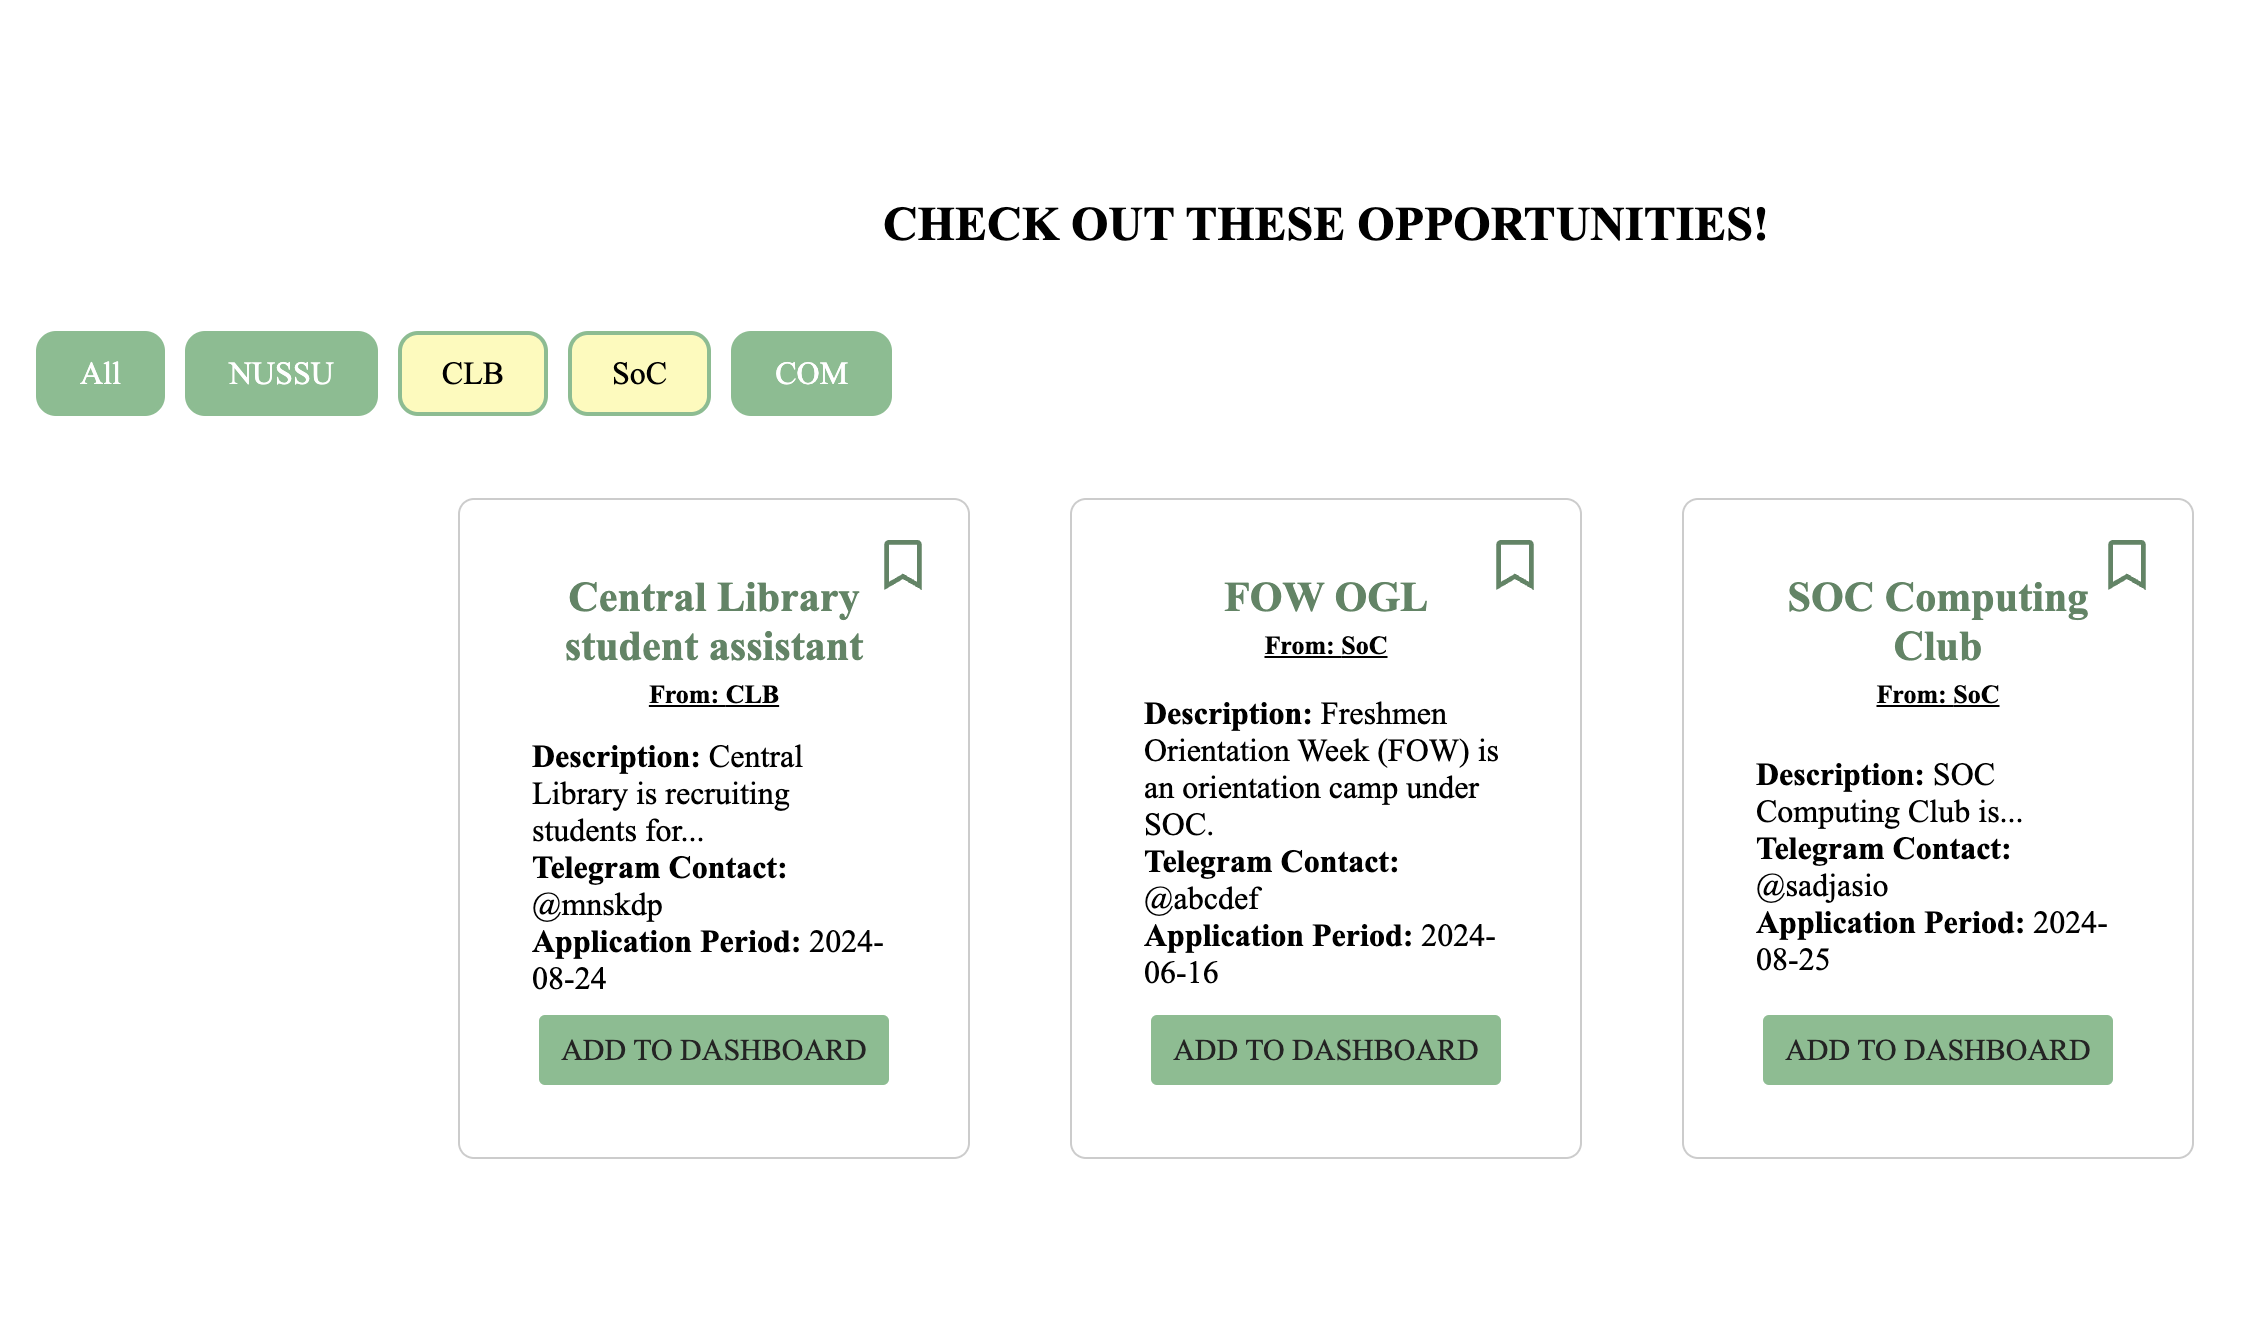 CHECK OUT THESE OPPORTUNITIES!
All
NUSSU
CLB
SoC
COM
Central Library
student assistant
From: CLB
Description: Central
Library is recruiting
students for...
Telegram Contact:
@mnskdp
Application Period: 2024-
08-24
ADD TO DASHBOARD
FOW OGL
From: SoC
Description: Freshmen
Orientation Week (FOW) is
an orientation camp under
SOC.
Telegram Contact:
@abcdef
Application Period: 2024-
06-16
ADD TO DASHBOARD
SOC Computing
Club
From: SoC
Description: SOC
Computing Club is...
Telegram Contact:
@sadjasio
Application Period: 2024-
08-25
ADD TO DASHBOARD